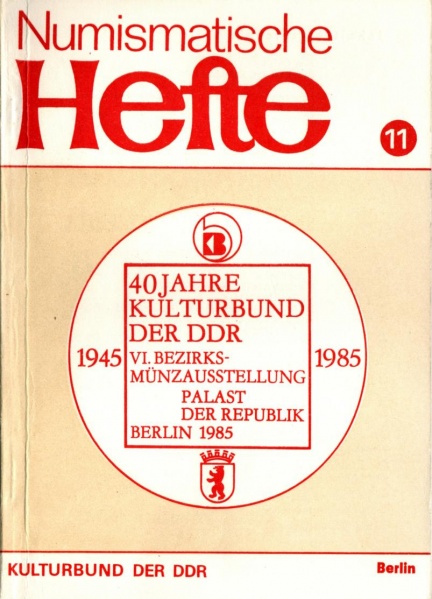 Numismatische
Hefte
11
KB
40 JAHRE
KULTURBUND
DER DDR
1945 VI. BEZIRKS- 1985
MÜNZAUSSTELLUNG
PALAST
DER REPUBLIK
BERLIN 1985
KULTURBUND DER DDR Berlin